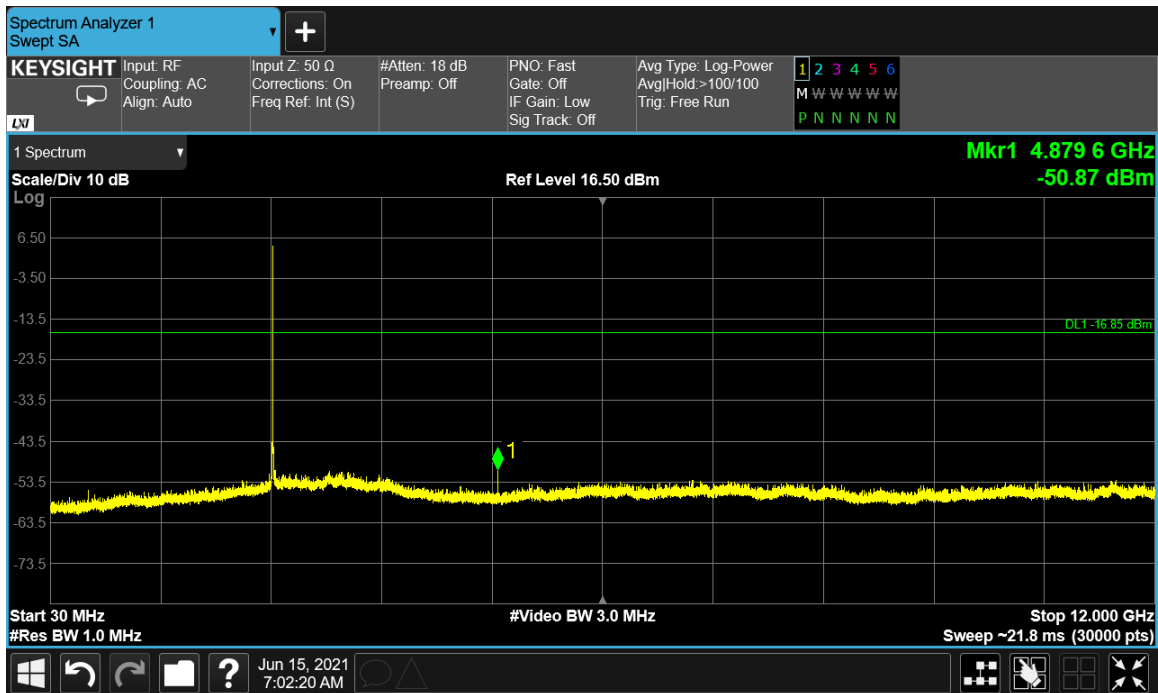 Spectrum Analyzer 1
Swept SA
+
KEYSIGHT
LXI
Input: RF
Coupling: AC
Align: Auto
Input Z: 50 Ω
Corrections: On
Freq Ref: Int (S)
#Atten: 18 dB
Preamp: Off
PNO: Fast
Gate: Off
IF Gain: Low
Sig Track: Off
Avg Type: Log-Power
Avg|Hold:>100/100
Trig: Free Run
1 2 3 4 5 6
M W W W W W
P N N N N N
1 Spectrum
Mkr1 4.879 6 GHz
-50.87 dBm
Scale/Div 10 dB
Ref Level 16.50 dBm
Log
6.50
-3.50
-13.5
DL1 -16.85 dBm
-23.5
-33.5
-43.5
1
-53.5
-63.5
-73.5
Start 30 MHz
#Video BW 3.0 MHz
Stop 12.000 GHz
#Res BW 1.0 MHz
Sweep ~21.8 ms (30000 pts)
?
Jun 15, 2021
7:02:20 AM